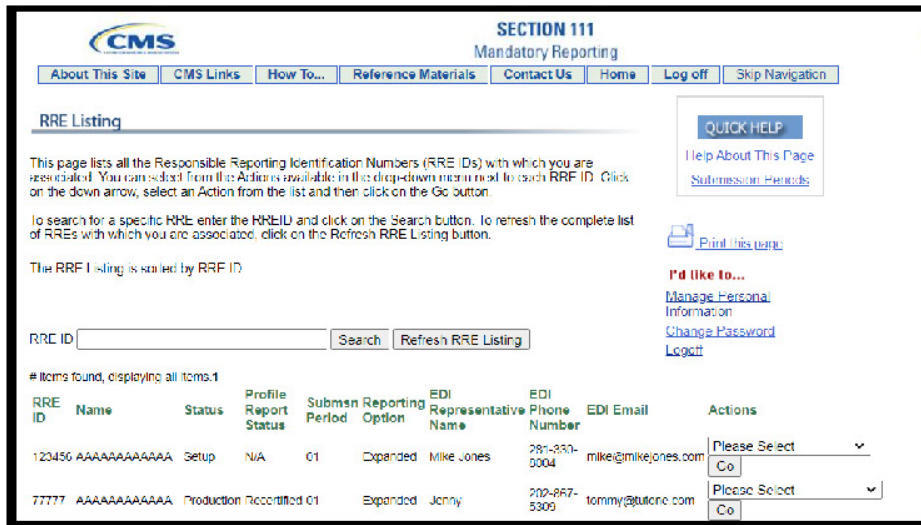 CMS
SECTION 111
Mandatory Reporting
About This Site CMS Links How To... Reference Materials Contact Us Home Log off Skip Navigation
RRE Listing
QUICK HELP
Help About This Page
Submission Periods
This page lists all the Responsible Reporting Identification Numbers (RRE IDs) with which you are
associated. You can select from the Actions available in the drop-down menu next to each RRE ID. Click
on the down arrow, select an Action from the list and then click on the Go button.
To search for a specific RRE enter the RREID and click on the Search button. To refresh the complete list
of RREs with which you are associated, click on the Refresh RRE Listing button.
The RRE Listing is sorted by RRE ID
Print this page
I'd like to...
Manage Personal
Information
Change Password
Logoff
RRE ID Search Refresh RRE Listing
# items found, displaying all items.1
RRE ID Name Status Profile Report Status Submsn Period Reporting Option EDI Representative Name EDI Phone Number EDI Email Actions
123456 AAAAAAAAAAAA Setup N/A 01 Expanded Mike Jones 281-330-8004 mike@mikejones.com Please Select
Go
77777 AAAAAAAAAAAA Production Recertified 01 Expanded Jenny 202-867-5309 tommy@tutone.com Please Select
Go